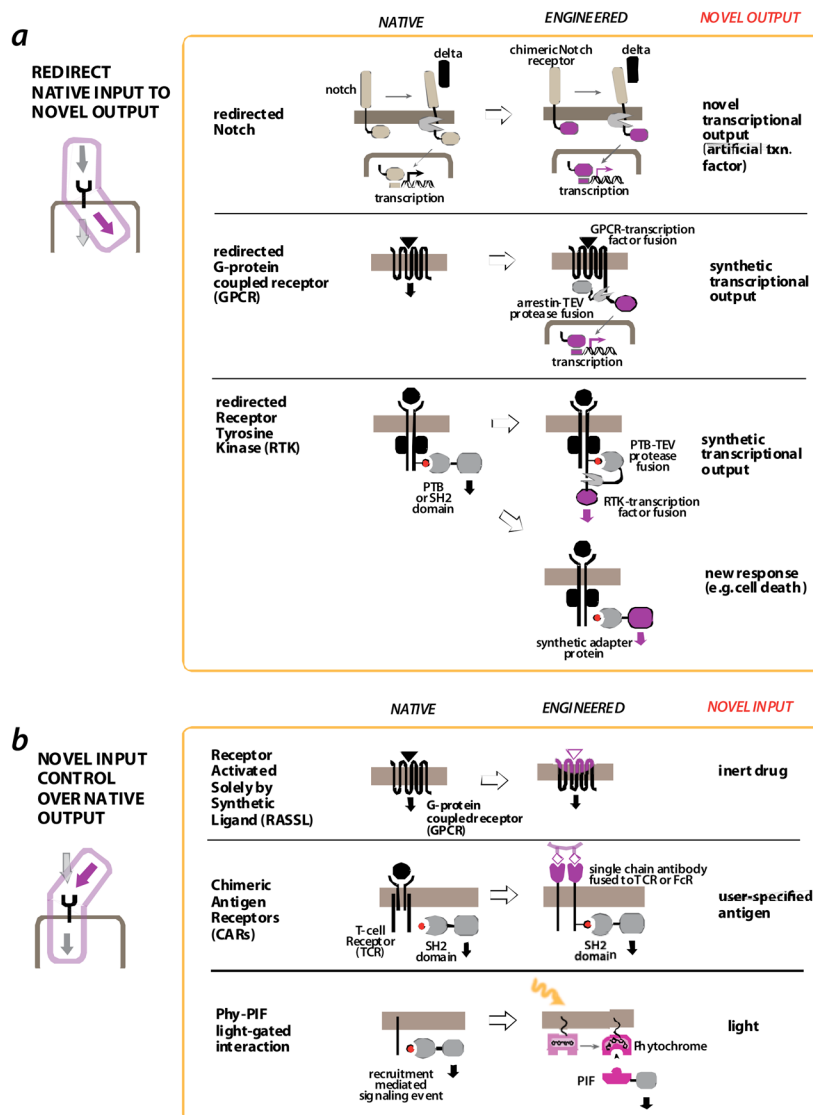 NATIVE
ENGINEERED
NOVEL OUTPUT
a
REDIRECT
NATIVE INPUT TO
NOVEL OUTPUT
redirected
Notch
notch
delta
chimeric Notch
receptor
delta
transcription
transcription
novel
transcriptional
output
(artificial txn.
factor)
redirected
G-protein
coupled receptor
(GPCR)
GPCR-transcription
factor fusion
arrestin-TEV
protease fusion
transcription
synthetic
transcriptional
output
redirected
Receptor
Tyrosine
Kinase (RTK)
PTB
or SH2
domain
PTB-TEV
protease
fusion
RTK-transcription
factor fusion
synthetic
transcriptional
output
synthetic adapter
protein
new response
(e.g. cell death)
NATIVE
ENGINEERED
NOVEL INPUT
b
NOVEL INPUT
CONTROL
OVER NATIVE
OUTPUT
Receptor
Activated
Solely by
Synthetic
Ligand (RASSL)
G-protein
coupled receptor
(GPCR)
inert drug
Chimeric
Antigen
Receptors
(CARs)
T-cell
Receptor
(TCR)
SH2
domain
single chain antibody
fused to TCR or FcR
SH2
domain
user-specified
antigen
Phy-PIF
light-gated
interaction
recruitment
mediated
signaling event
Phytochrome
PIF
light